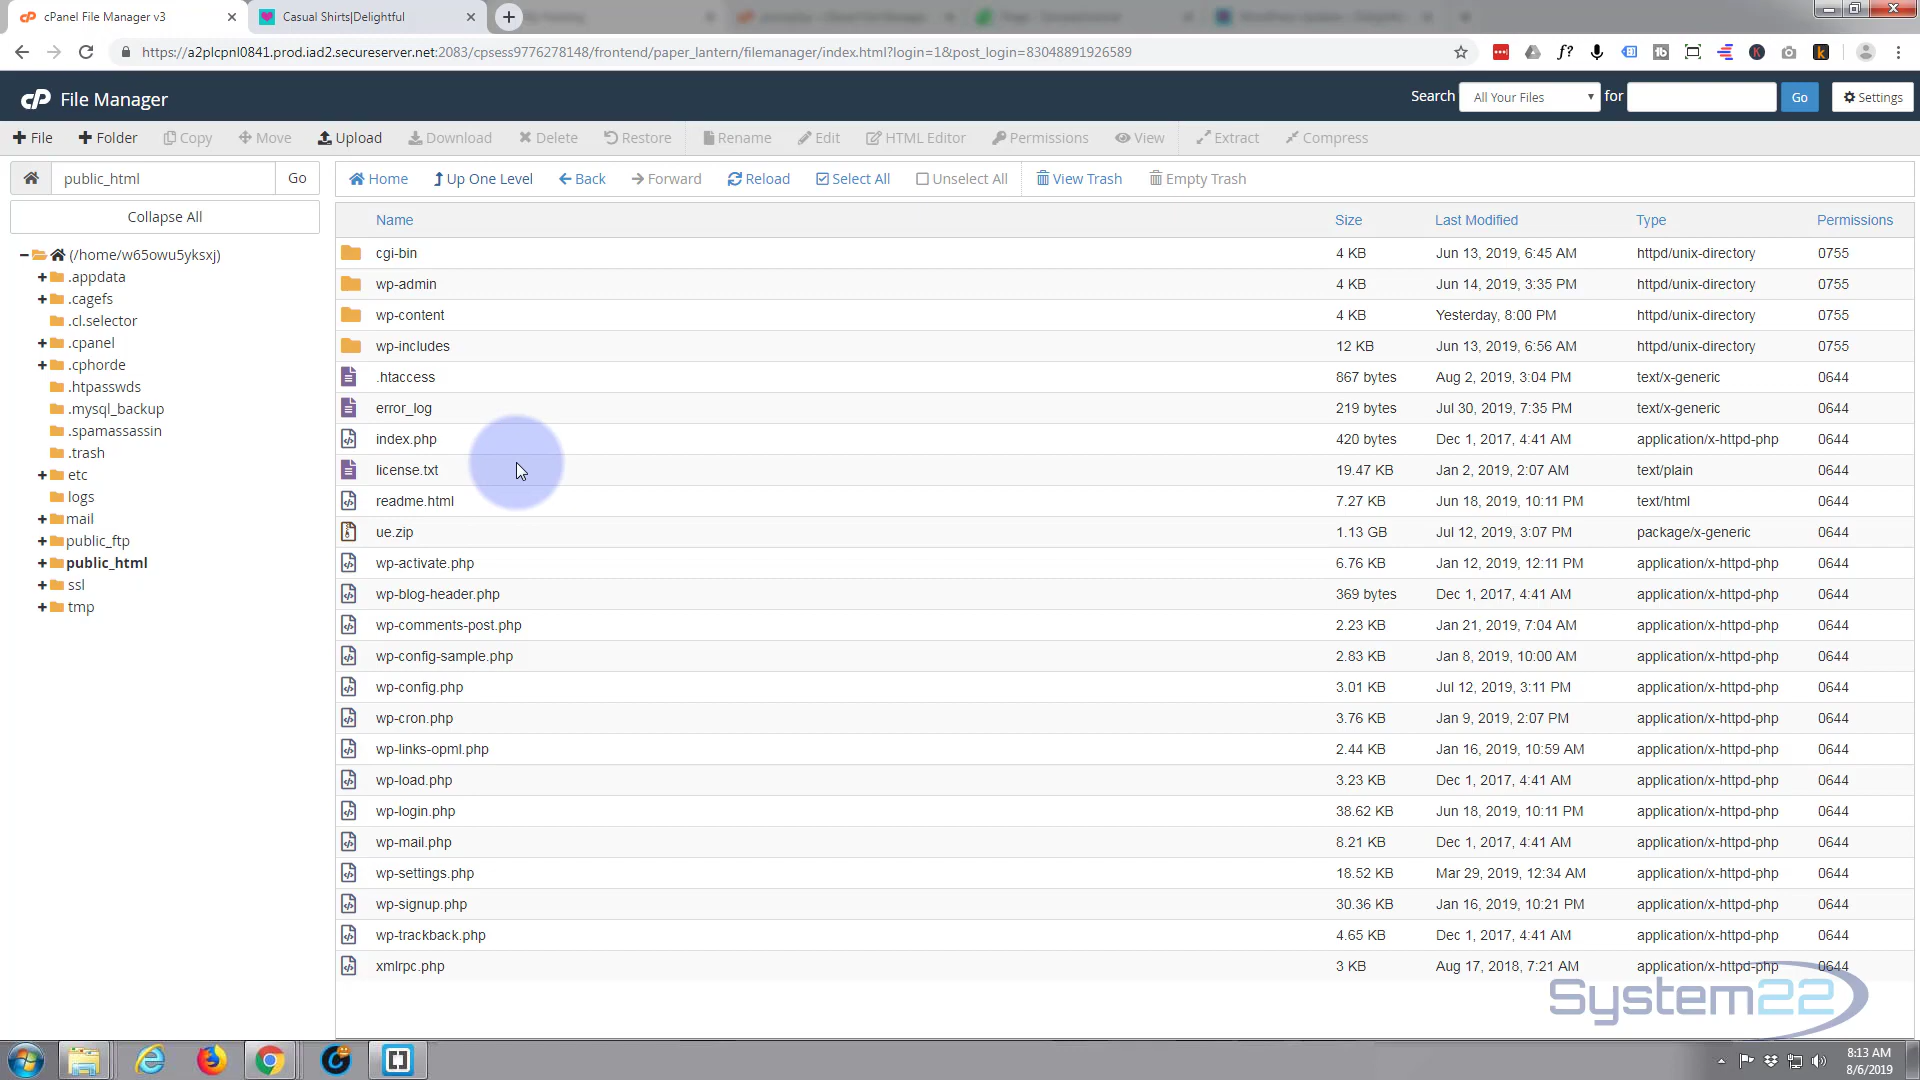 cPanel File Manager v3
Casual Shirts|Delightful
https://a2plcpnl0841.prod.iad2.secureserver.net:2083/cpsess9776278148/frontend/paper_lantern/filemanager/index.html?login=1&post_login=83048891926589
cP File Manager
Search All Your Files for Go Settings
File Folder Copy Move Upload Download Delete Restore Rename Edit HTML Editor Permissions View Extract Compress
public_html Go
Home Up One Level Back Forward Reload Select All Unselect All View Trash Empty Trash
Collapse All
(/home/w65owu5yksxj)
.appdata
.cagefs
.cl.selector
.cpanel
.cphorde
.htpasswds
.mysql_backup
.spamassassin
.trash
etc
logs
mail
public_ftp
public_html
ssl
tmp
Name Size Last Modified Type Permissions
cgi-bin 4 KB Jun 13, 2019, 6:45 AM httpd/unix-directory 0755
wp-admin 4 KB Jun 14, 2019, 3:35 PM httpd/unix-directory 0755
wp-content 4 KB Yesterday, 8:00 PM httpd/unix-directory 0755
wp-includes 12 KB Jun 13, 2019, 6:56 AM httpd/unix-directory 0755
.htaccess 867 bytes Aug 2, 2019, 3:04 PM text/x-generic 0644
error_log 219 bytes Jul 30, 2019, 7:35 PM text/x-generic 0644
index.php 420 bytes Dec 1, 2017, 4:41 AM application/x-httpd-php 0644
license.txt 19.47 KB Jan 2, 2019, 2:07 AM text/plain 0644
readme.html 7.27 KB Jun 18, 2019, 10:11 PM text/html 0644
ue.zip 1.13 GB Jul 12, 2019, 3:07 PM package/x-generic 0644
wp-activate.php 6.76 KB Jan 12, 2019, 12:11 PM application/x-httpd-php 0644
wp-blog-header.php 369 bytes Dec 1, 2017, 4:41 AM application/x-httpd-php 0644
wp-comments-post.php 2.23 KB Jan 21, 2019, 7:04 AM application/x-httpd-php 0644
wp-config-sample.php 2.83 KB Jan 8, 2019, 10:00 AM application/x-httpd-php 0644
wp-config.php 3.01 KB Jul 12, 2019, 3:11 PM application/x-httpd-php 0644
wp-cron.php 3.76 KB Jan 9, 2019, 2:07 PM application/x-httpd-php 0644
wp-links-opml.php 2.44 KB Jan 16, 2019, 10:59 AM application/x-httpd-php 0644
wp-load.php 3.23 KB Dec 1, 2017, 4:41 AM application/x-httpd-php 0644
wp-login.php 38.62 KB Jun 18, 2019, 10:11 PM application/x-httpd-php 0644
wp-mail.php 8.21 KB Dec 1, 2017, 4:41 AM application/x-httpd-php 0644
wp-settings.php 18.52 KB Mar 29, 2019, 12:34 AM application/x-httpd-php 0644
wp-signup.php 30.36 KB Jan 16, 2019, 10:21 PM application/x-httpd-php 0644
wp-trackback.php 4.65 KB Dec 1, 2017, 4:41 AM application/x-httpd-php 0644
xmlrpc.php 3 KB Aug 17, 2018, 7:21 AM application/x-httpd-php 0644
System22
8:13 AM
8/6/2019